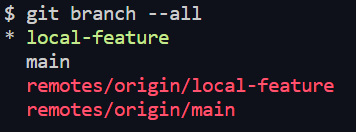 $ git branch --all
* local-feature
  main
  remotes/origin/local-feature
  remotes/origin/main